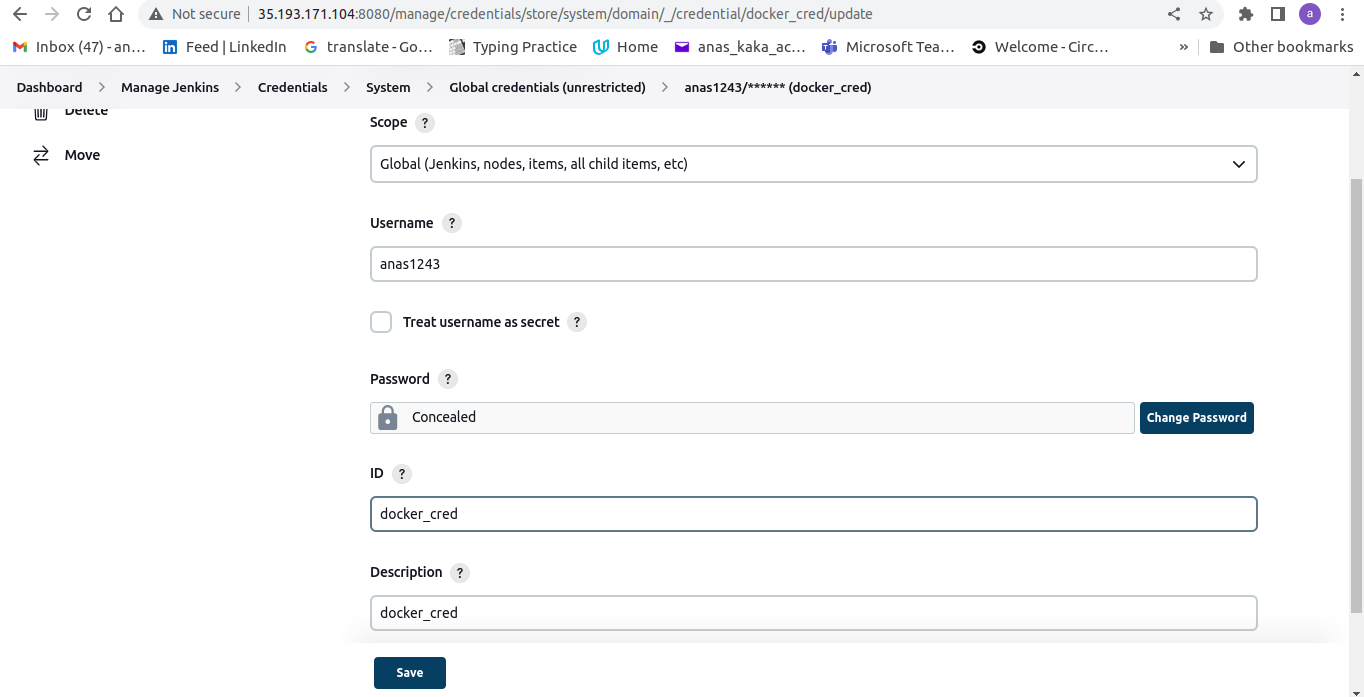 Not secure 35.193.171.104:8080/manage/credentials/store/system/domain/_/credential/docker_cred/update a
Inbox (47) - an… Feed | LinkedIn translate - Go… Typing Practice Home anas_kaka_ac… Microsoft Tea… Welcome - Circ… » Other bookmarks
Dashboard > Manage Jenkins > Credentials > System > Global credentials (unrestricted) > anas1243/****** (docker_cred)
Delete
Move
Scope ?
Global (Jenkins, nodes, items, all child items, etc)
Username ?
anas1243
Treat username as secret ?
Password ?
Concealed Change Password
ID ?
docker_cred
Description ?
docker_cred
Save